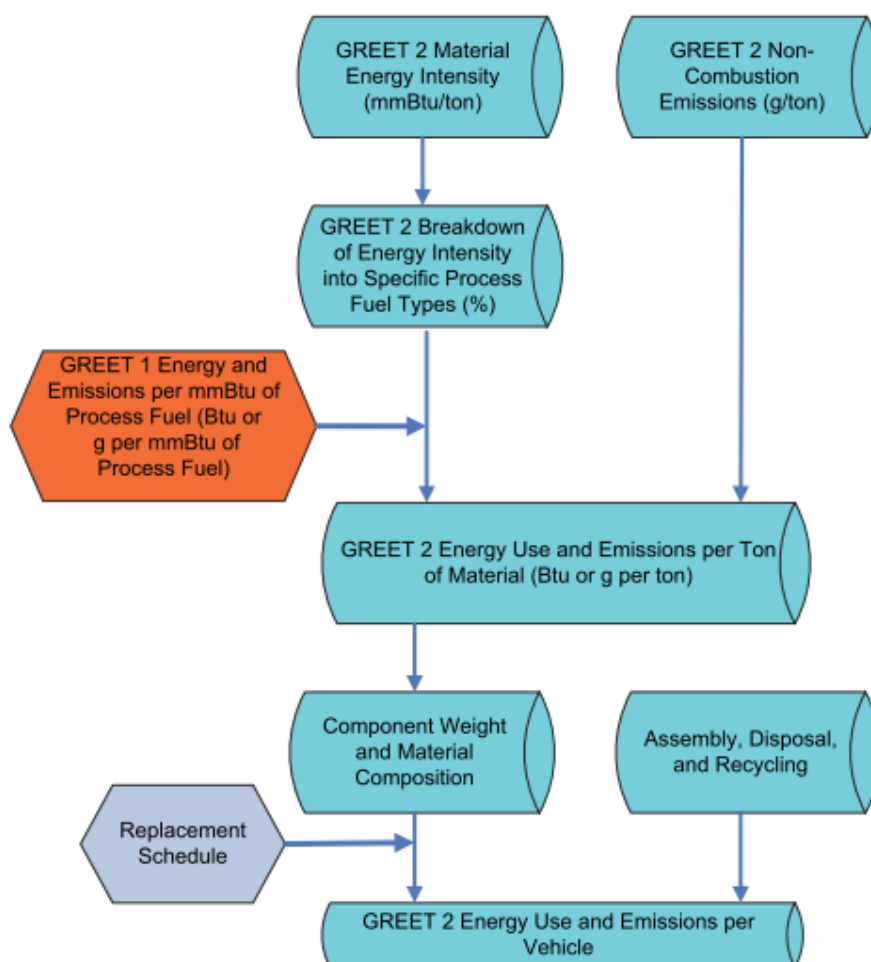 GREET 2 Material
Energy Intensity
(mmBtu/ton)
GREET 2 Non-
Combustion
Emissions (g/ton)
GREET 2 Breakdown
of Energy Intensity
into Specific Process
Fuel Types (%)
GREET 1 Energy and
Emissions per mmBtu of
Process Fuel (Btu or
g per mmBtu of
Process Fuel)
GREET 2 Energy Use and Emissions per Ton
of Material (Btu or g per ton)
Component Weight
and Material
Composition
Assembly, Disposal,
and Recycling
Replacement
Schedule
GREET 2 Energy Use and Emissions per
Vehicle